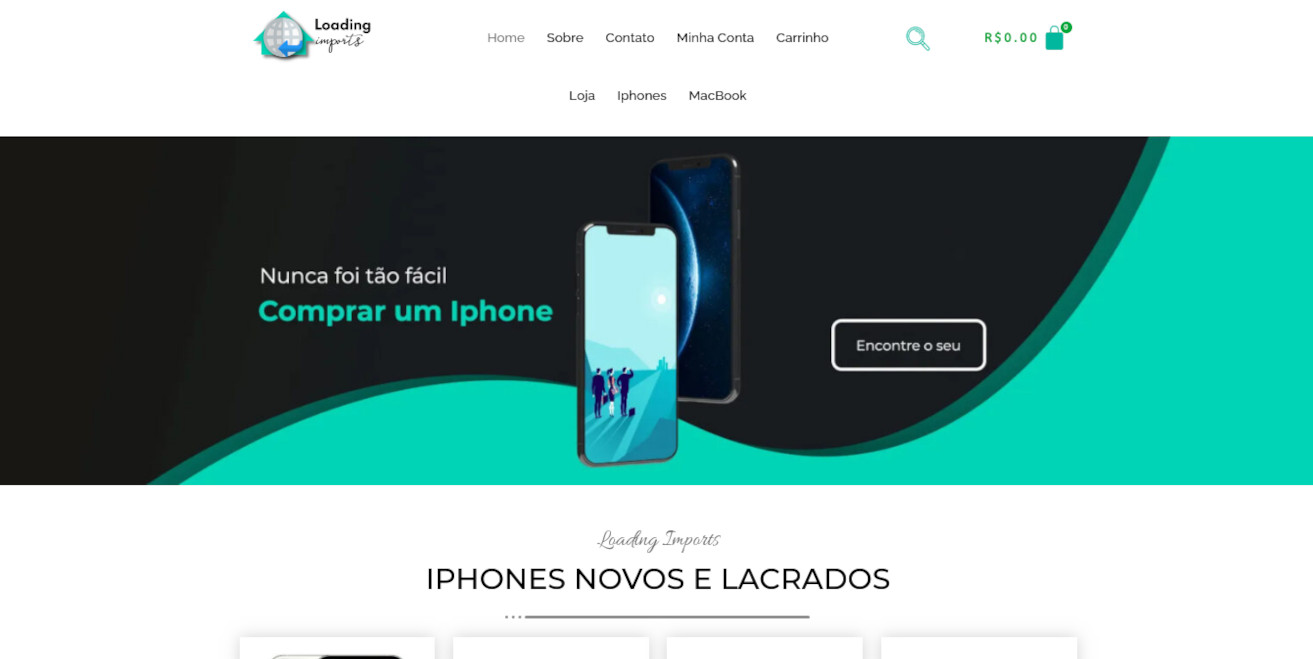 Loading
imports
Home Sobre Contato Minha Conta Carrinho
R$0.00 0
Loja Iphones MacBook
Nunca foi tão fácil
Comprar um Iphone
Encontre o seu
Loading Imports
IPHONES NOVOS E LACRADOS